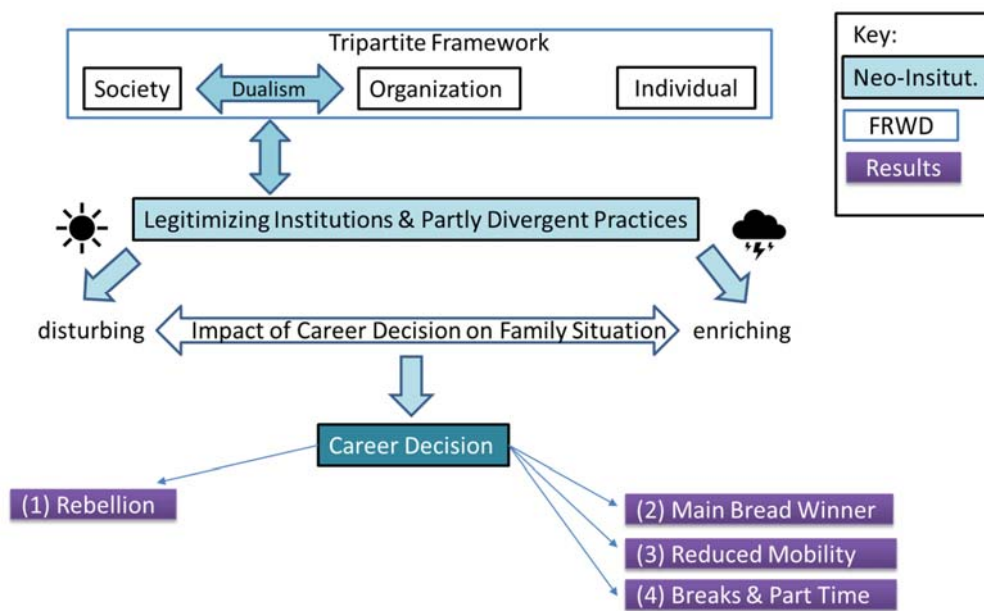 Tripartite Framework
Society
Dualism
Organization
Individual
Key:
Neo-Insitut.
FRWD
Results
Legitimizing Institutions & Partly Divergent Practices
disturbing
Impact of Career Decision on Family Situation
enriching
Career Decision
(1) Rebellion
(2) Main Bread Winner
(3) Reduced Mobility
(4) Breaks & Part Time